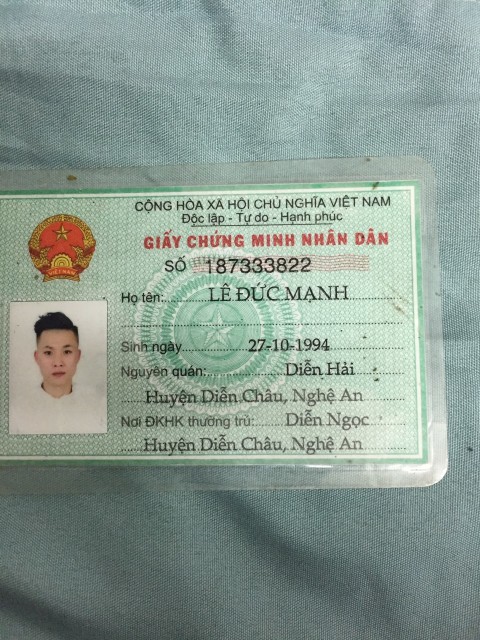 CỘNG HÒA XÃ HỘI CHỦ NGHĨA VIỆT NAM
Độc lập - Tự do - Hạnh phúc
GIẤY CHỨNG MINH NHÂN DÂN
SỐ 187333822
Họ tên: LÊ ĐỨC MẠNH
Sinh ngày 27-10-1994
Nguyên quán: Diễn Hải
Huyện Diễn Châu, Nghệ An
Nơi ĐKHK thường trú: Diễn Ngọc
Huyện Diễn Châu, Nghệ An
VIỆT NAM